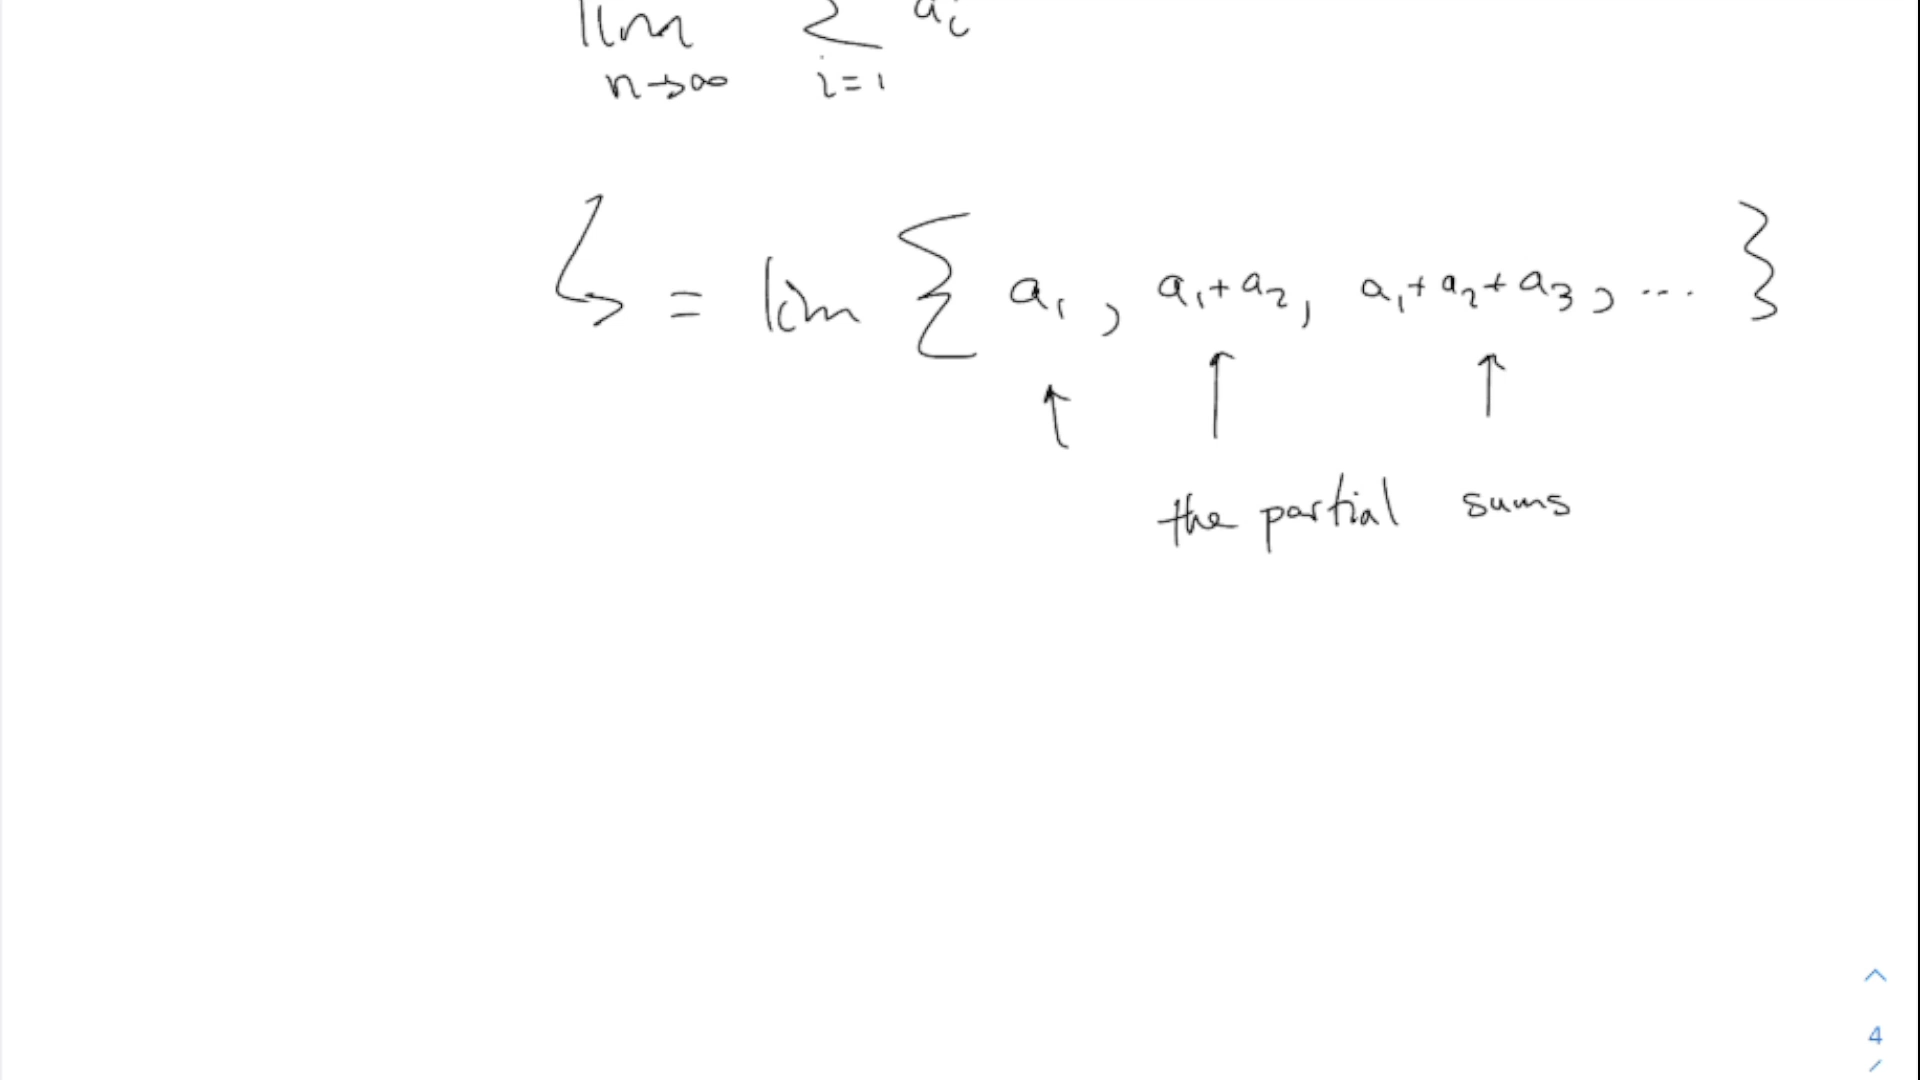 lim Σ aᵢ
n→∞ i=1
= lim { a₁, a₁+a₂, a₁+a₂+a₃, ... }
the partial sums
4